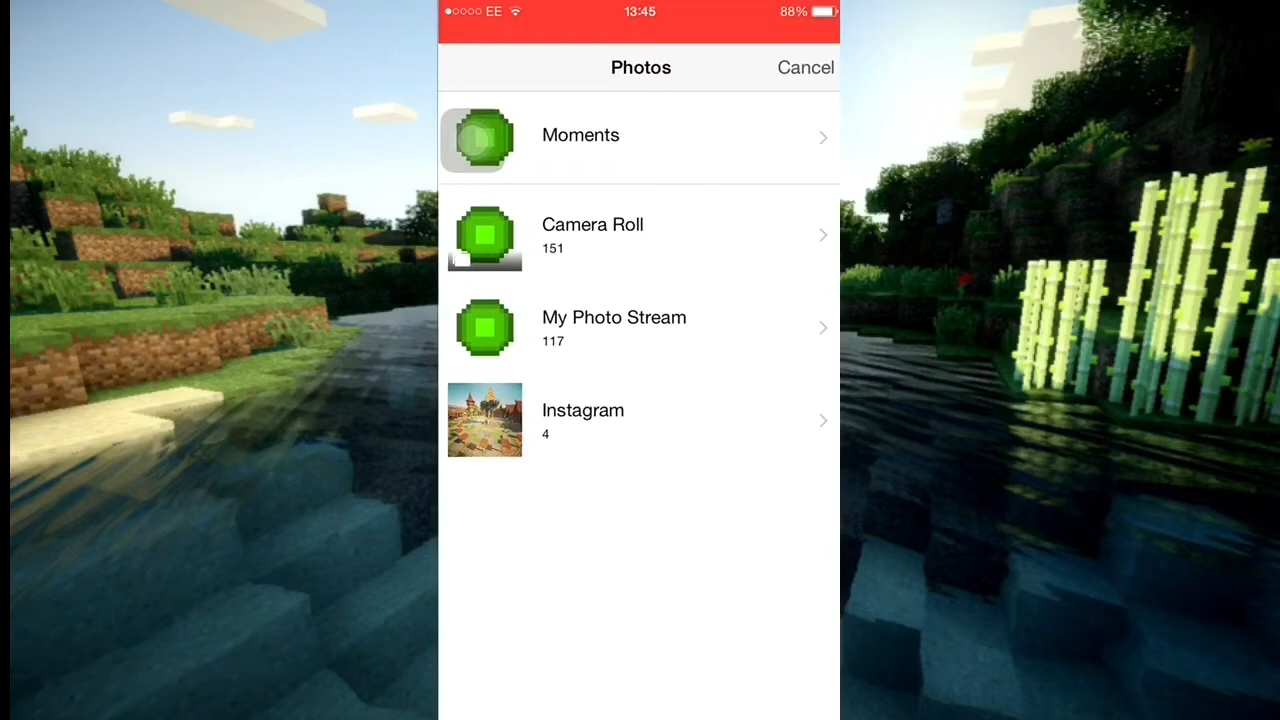 EE 13:45 88%
Photos Cancel
Moments
Camera Roll
151
My Photo Stream
117
Instagram
4